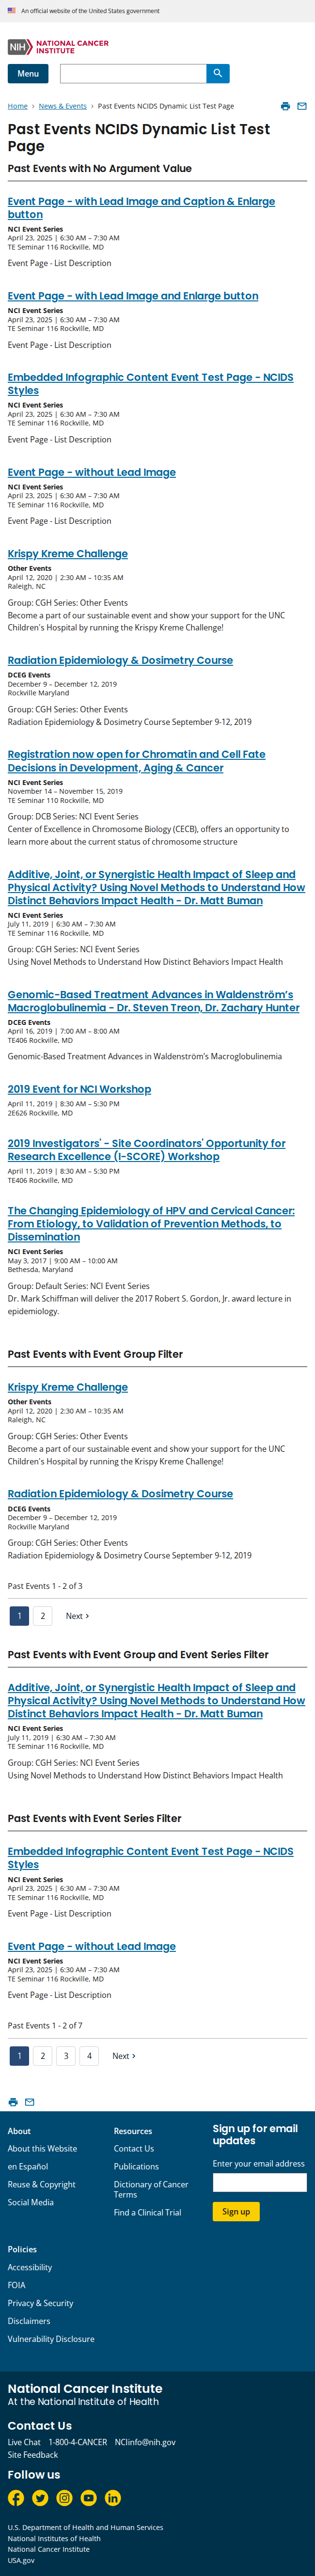 An official website of the United States government
NIH NATIONAL CANCER
INSTITUTE
Menu
Home > News & Events > Past Events NCIDS Dynamic List Test Page
Past Events NCIDS Dynamic List Test
Page
Past Events with No Argument Value
Event Page - with Lead Image and Caption & Enlarge
button
NCI Event Series
April 23, 2025 | 6:30 AM – 7:30 AM
TE Seminar 116 Rockville, MD
Event Page - List Description
Event Page - with Lead Image and Enlarge button
NCI Event Series
April 23, 2025 | 6:30 AM – 7:30 AM
TE Seminar 116 Rockville, MD
Event Page - List Description
Embedded Infographic Content Event Test Page - NCIDS
Styles
NCI Event Series
April 23, 2025 | 6:30 AM – 7:30 AM
TE Seminar 116 Rockville, MD
Event Page - List Description
Event Page - without Lead Image
NCI Event Series
April 23, 2025 | 6:30 AM – 7:30 AM
TE Seminar 116 Rockville, MD
Event Page - List Description
Krispy Kreme Challenge
Other Events
April 12, 2020 | 2:30 AM – 10:35 AM
Raleigh, NC
Group: CGH Series: Other Events
Become a part of our sustainable event and show your support for the UNC
Children's Hospital by running the Krispy Kreme Challenge!
Radiation Epidemiology & Dosimetry Course
DCEG Events
December 9 – December 12, 2019
Rockville Maryland
Group: CGH Series: Other Events
Radiation Epidemiology & Dosimetry Course September 9-12, 2019
Registration now open for Chromatin and Cell Fate
Decisions in Development, Aging & Cancer
NCI Event Series
November 14 – November 15, 2019
TE Seminar 110 Rockville, MD
Group: DCB Series: NCI Event Series
Center of Excellence in Chromosome Biology (CECB), offers an opportunity to
learn more about the current status of chromosome structure
Additive, Joint, or Synergistic Health Impact of Sleep and
Physical Activity? Using Novel Methods to Understand How
Distinct Behaviors Impact Health - Dr. Matt Buman
NCI Event Series
July 11, 2019 | 6:30 AM – 7:30 AM
TE Seminar 116 Rockville, MD
Group: CGH Series: NCI Event Series
Using Novel Methods to Understand How Distinct Behaviors Impact Health
Genomic-Based Treatment Advances in Waldenström's
Macroglobulinemia - Dr. Steven Treon, Dr. Zachary Hunter
DCEG Events
April 16, 2019 | 7:00 AM – 8:00 AM
TE406 Rockville, MD
Genomic-Based Treatment Advances in Waldenström's Macroglobulinemia
2019 Event for NCI Workshop
April 11, 2019 | 8:30 AM – 5:30 PM
2E626 Rockville, MD
2019 Investigators' - Site Coordinators' Opportunity for
Research Excellence (I-SCORE) Workshop
April 11, 2019 | 8:30 AM – 5:30 PM
TE406 Rockville, MD
The Changing Epidemiology of HPV and Cervical Cancer:
From Etiology, to Validation of Prevention Methods, to
Dissemination
NCI Event Series
May 3, 2017 | 9:00 AM – 10:00 AM
Bethesda, Maryland
Group: Default Series: NCI Event Series
Dr. Mark Schiffman will deliver the 2017 Robert S. Gordon, Jr. award lecture in
epidemiology.
Past Events with Event Group Filter
Krispy Kreme Challenge
Other Events
April 12, 2020 | 2:30 AM – 10:35 AM
Raleigh, NC
Group: CGH Series: Other Events
Become a part of our sustainable event and show your support for the UNC
Children's Hospital by running the Krispy Kreme Challenge!
Radiation Epidemiology & Dosimetry Course
DCEG Events
December 9 – December 12, 2019
Rockville Maryland
Group: CGH Series: Other Events
Radiation Epidemiology & Dosimetry Course September 9-12, 2019
Past Events 1 - 2 of 3
1 2 Next >
Past Events with Event Group and Event Series Filter
Additive, Joint, or Synergistic Health Impact of Sleep and
Physical Activity? Using Novel Methods to Understand How
Distinct Behaviors Impact Health - Dr. Matt Buman
NCI Event Series
July 11, 2019 | 6:30 AM – 7:30 AM
TE Seminar 116 Rockville, MD
Group: CGH Series: NCI Event Series
Using Novel Methods to Understand How Distinct Behaviors Impact Health
Past Events with Event Series Filter
Embedded Infographic Content Event Test Page - NCIDS
Styles
NCI Event Series
April 23, 2025 | 6:30 AM – 7:30 AM
TE Seminar 116 Rockville, MD
Event Page - List Description
Event Page - without Lead Image
NCI Event Series
April 23, 2025 | 6:30 AM – 7:30 AM
TE Seminar 116 Rockville, MD
Event Page - List Description
Past Events 1 - 2 of 7
1 2 3 4 Next >
About
About this Website
en Español
Reuse & Copyright
Social Media
Resources
Contact Us
Publications
Dictionary of Cancer
Terms
Find a Clinical Trial
Sign up for email
updates
Enter your email address
Sign up
Policies
Accessibility
FOIA
Privacy & Security
Disclaimers
Vulnerability Disclosure
National Cancer Institute
At the National Institute of Health
Contact Us
Live Chat 1-800-4-CANCER NCIinfo@nih.gov
Site Feedback
Follow us
U.S. Department of Health and Human Services
National Institutes of Health
National Cancer Institute
USA.gov